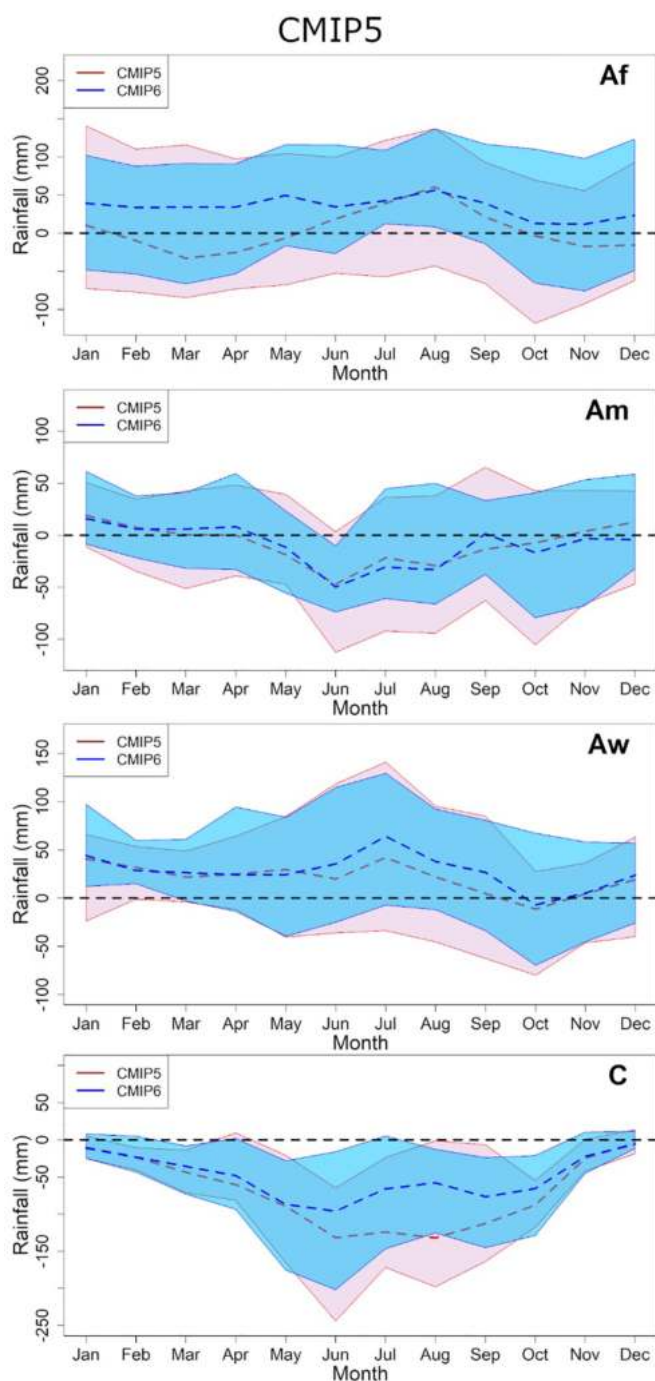 CMIP5
Af
CMIP5
CMIP6
Rainfall (mm)
200
100
50
0
-100
Jan Feb Mar Apr May Jun Jul Aug Sep Oct Nov Dec
Month
Am
CMIP5
CMIP6
Rainfall (mm)
100
50
0
-50
-100
Jan Feb Mar Apr May Jun Jul Aug Sep Oct Nov Dec
Month
Aw
CMIP5
CMIP6
Rainfall (mm)
150
100
50
0
-50
-100
Jan Feb Mar Apr May Jun Jul Aug Sep Oct Nov Dec
Month
C
CMIP5
CMIP6
Rainfall (mm)
50
0
-50
-150
-250
Jan Feb Mar Apr May Jun Jul Aug Sep Oct Nov Dec
Month